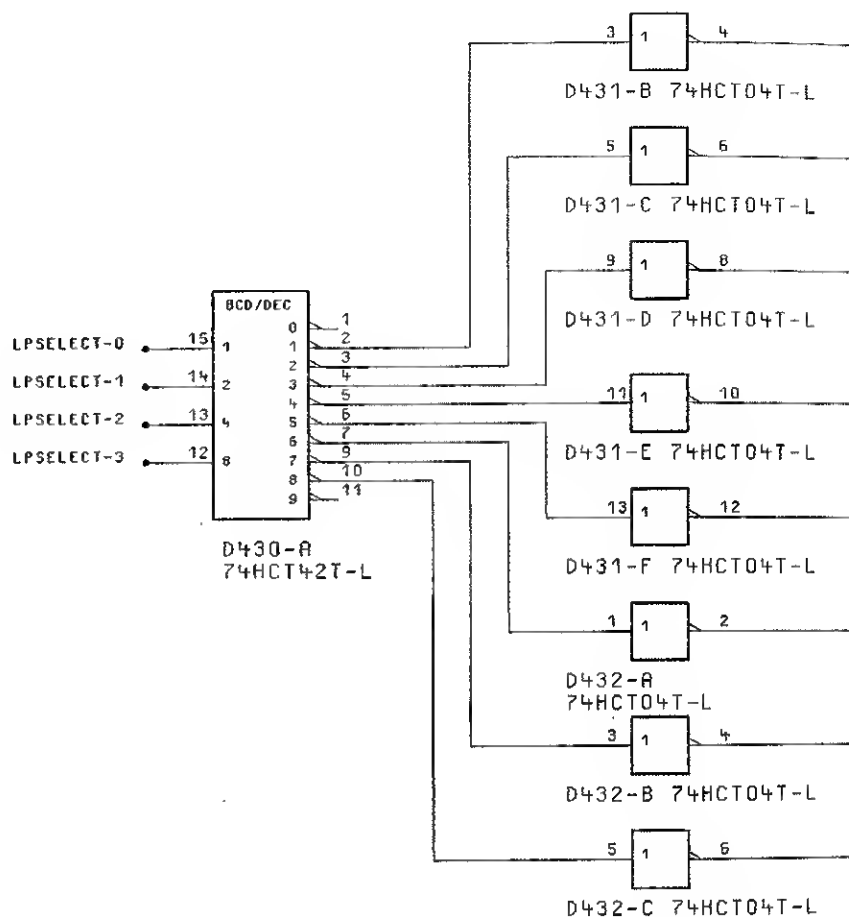 3 1 4
D431-B 74HCT04T-L
5 1 6
D431-C 74HCT04T-L
9 1 8
D431-D 74HCT04T-L
BCD/DEC
0 1
LPSELECT-0 15 1 1 2
2 3
LPSELECT-1 14 2 3 4
4 5
LPSELECT-2 13 4 5 6
6 7
LPSELECT-3 12 8 7 9
8 10
9 11
D430-A
74HCT42T-L
11 1 10
D431-E 74HCT04T-L
13 1 12
D431-F 74HCT04T-L
1 1 2
D432-A
74HCT04T-L
3 1 4
D432-B 74HCT04T-L
5 1 6
D432-C 74HCT04T-L